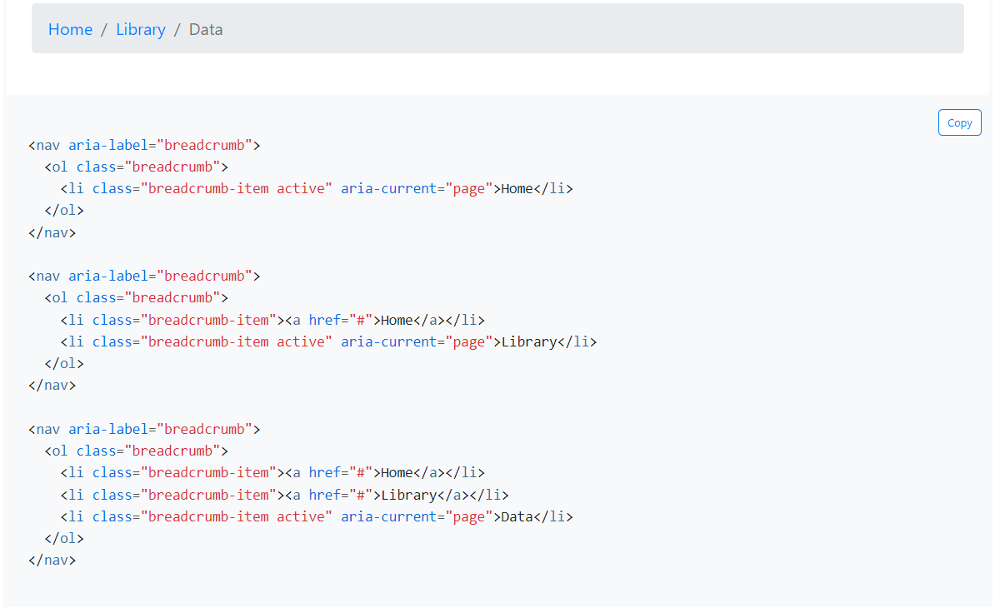 Home / Library / Data
Copy
<nav aria-label="breadcrumb">
  <ol class="breadcrumb">
    <li class="breadcrumb-item active" aria-current="page">Home</li>
  </ol>
</nav>

<nav aria-label="breadcrumb">
  <ol class="breadcrumb">
    <li class="breadcrumb-item"><a href="#">Home</a></li>
    <li class="breadcrumb-item active" aria-current="page">Library</li>
  </ol>
</nav>

<nav aria-label="breadcrumb">
  <ol class="breadcrumb">
    <li class="breadcrumb-item"><a href="#">Home</a></li>
    <li class="breadcrumb-item"><a href="#">Library</a></li>
    <li class="breadcrumb-item active" aria-current="page">Data</li>
  </ol>
</nav>